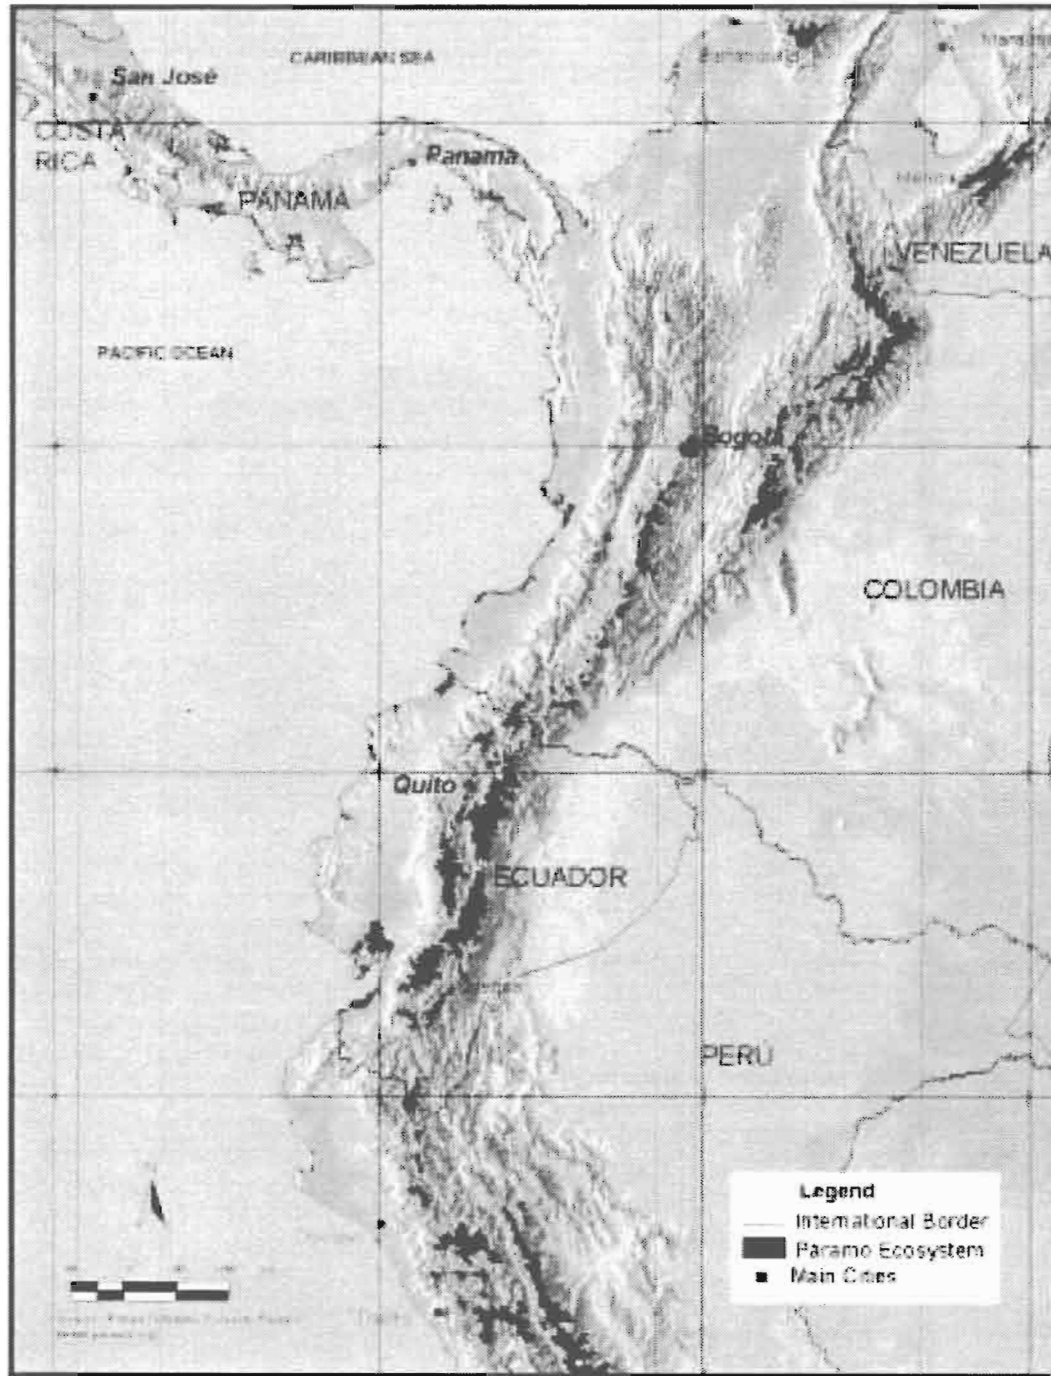 CARIBBEAN SEA
San José
COSTA
RICA
Panama
PANAMA
VENEZUELA
PACIFIC OCEAN
Bogotá
COLOMBIA
Quito
ECUADOR
PERU
Legend
International Border
Páramo Ecosystem
Main Cities